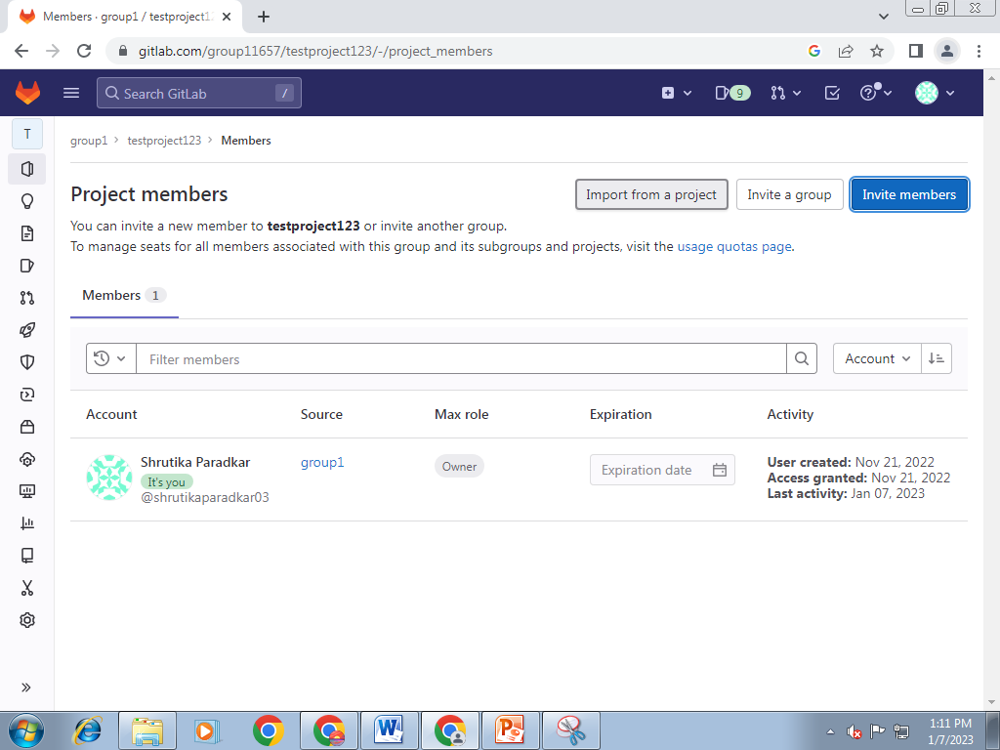 Members · group1 / testproject12
gitlab.com/group11657/testproject123/-/project_members
Search GitLab /
9
T
group1 > testproject123 > Members
Project members
Import from a project
Invite a group
Invite members
You can invite a new member to testproject123 or invite another group.
To manage seats for all members associated with this group and its subgroups and projects, visit the usage quotas page.
Members 1
Filter members
Account
Account Source Max role Expiration Activity
Shrutika Paradkar
It's you
@shrutikaparadkar03
group1
Owner
Expiration date
User created: Nov 21, 2022
Access granted: Nov 21, 2022
Last activity: Jan 07, 2023
1:11 PM
1/7/2023